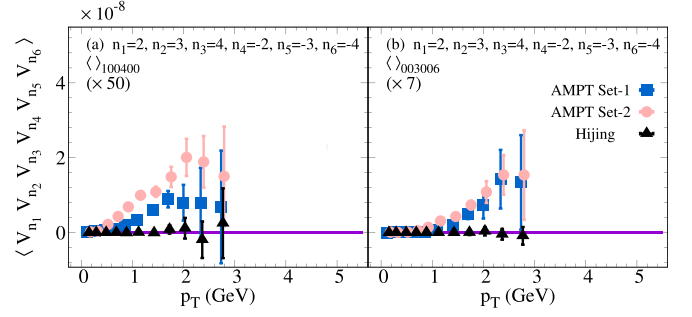 ×10⁻⁸
(a) n₁=2, n₂=3, n₃=4, n₄=-2, n₅=-3, n₆=-4
⟨ ⟩₁₀₀₄₀₀
(× 50)
(b) n₁=2, n₂=3, n₃=4, n₄=-2, n₅=-3, n₆=-4
⟨ ⟩₀₀₃₀₀₆
(× 7)
AMPT Set-1
AMPT Set-2
Hijing
⟨ Vn₁ Vn₂ Vn₃ Vn₄ Vn₅ Vn₆ ⟩
4
2
0
0 1 2 3 4 5
0 1 2 3 4 5
p_T (GeV)
p_T (GeV)